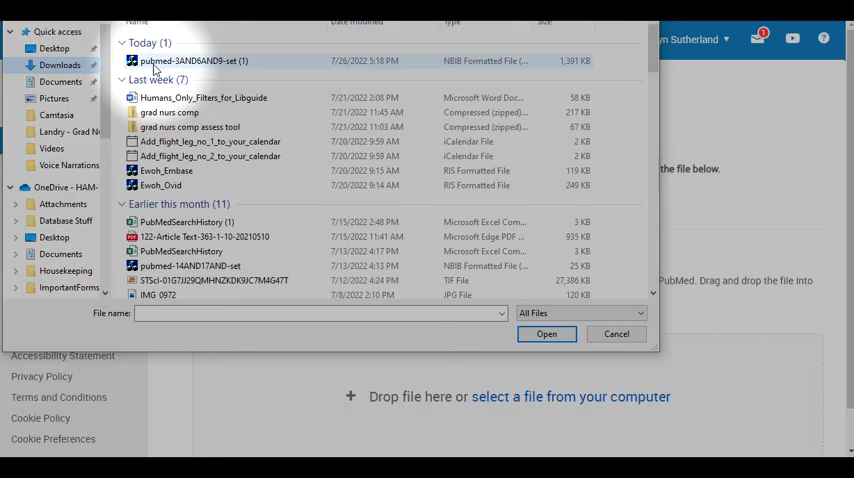 Name Date modified Type Size
Quick access
Desktop
Downloads
Documents
Pictures
Camtasia
Landry - Grad N
Videos
Voice Narrations
OneDrive - HAM-
Attachments
Database Stuff
Desktop
Documents
Housekeeping
ImportantForms
Today (1)
pubmed-3AND6AND9-set (1) 7/26/2022 5:18 PM NBIB Formatted File (... 1,391 KB
Last week (7)
Humans_Only_Filters_for_Libguide 7/21/2022 2:08 PM Microsoft Word Doc... 58 KB
grad nurs comp 7/21/2022 11:45 AM Compressed (zipped)... 217 KB
grad nurs comp assess tool 7/21/2022 11:03 AM Compressed (zipped)... 67 KB
Add_flight_leg_no_1_to_your_calendar 7/20/2022 9:59 AM iCalendar File 2 KB
Add_flight_leg_no_2_to_your_calendar 7/20/2022 9:59 AM iCalendar File 2 KB
Ewoh_Embase 7/20/2022 9:15 AM RIS Formatted File 119 KB
Ewoh_Ovid 7/20/2022 9:14 AM RIS Formatted File 249 KB
Earlier this month (11)
PubMedSearchHistory (1) 7/15/2022 2:48 PM Microsoft Excel Com... 3 KB
122-Article Text-363-1-10-20210510 7/15/2022 11:41 AM Microsoft Edge PDF ... 935 KB
PubMedSearchHistory 7/13/2022 4:17 PM Microsoft Excel Com... 3 KB
pubmed-14AND17AND-set 7/13/2022 4:13 PM NBIB Formatted File (... 25 KB
7/12/2022 4:24 PM TIF File 27,386 KB
IMG_0972 7/8/2022 2:10 PM JPG File 120 KB
File name:
All Files
Open Cancel
yn Sutherland
1
?
the file below.
PubMed. Drag and drop the file into
+ Drop file here or select a file from your computer
Accessibility Statement
Privacy Policy
Terms and Conditions
Cookie Policy
Cookie Preferences